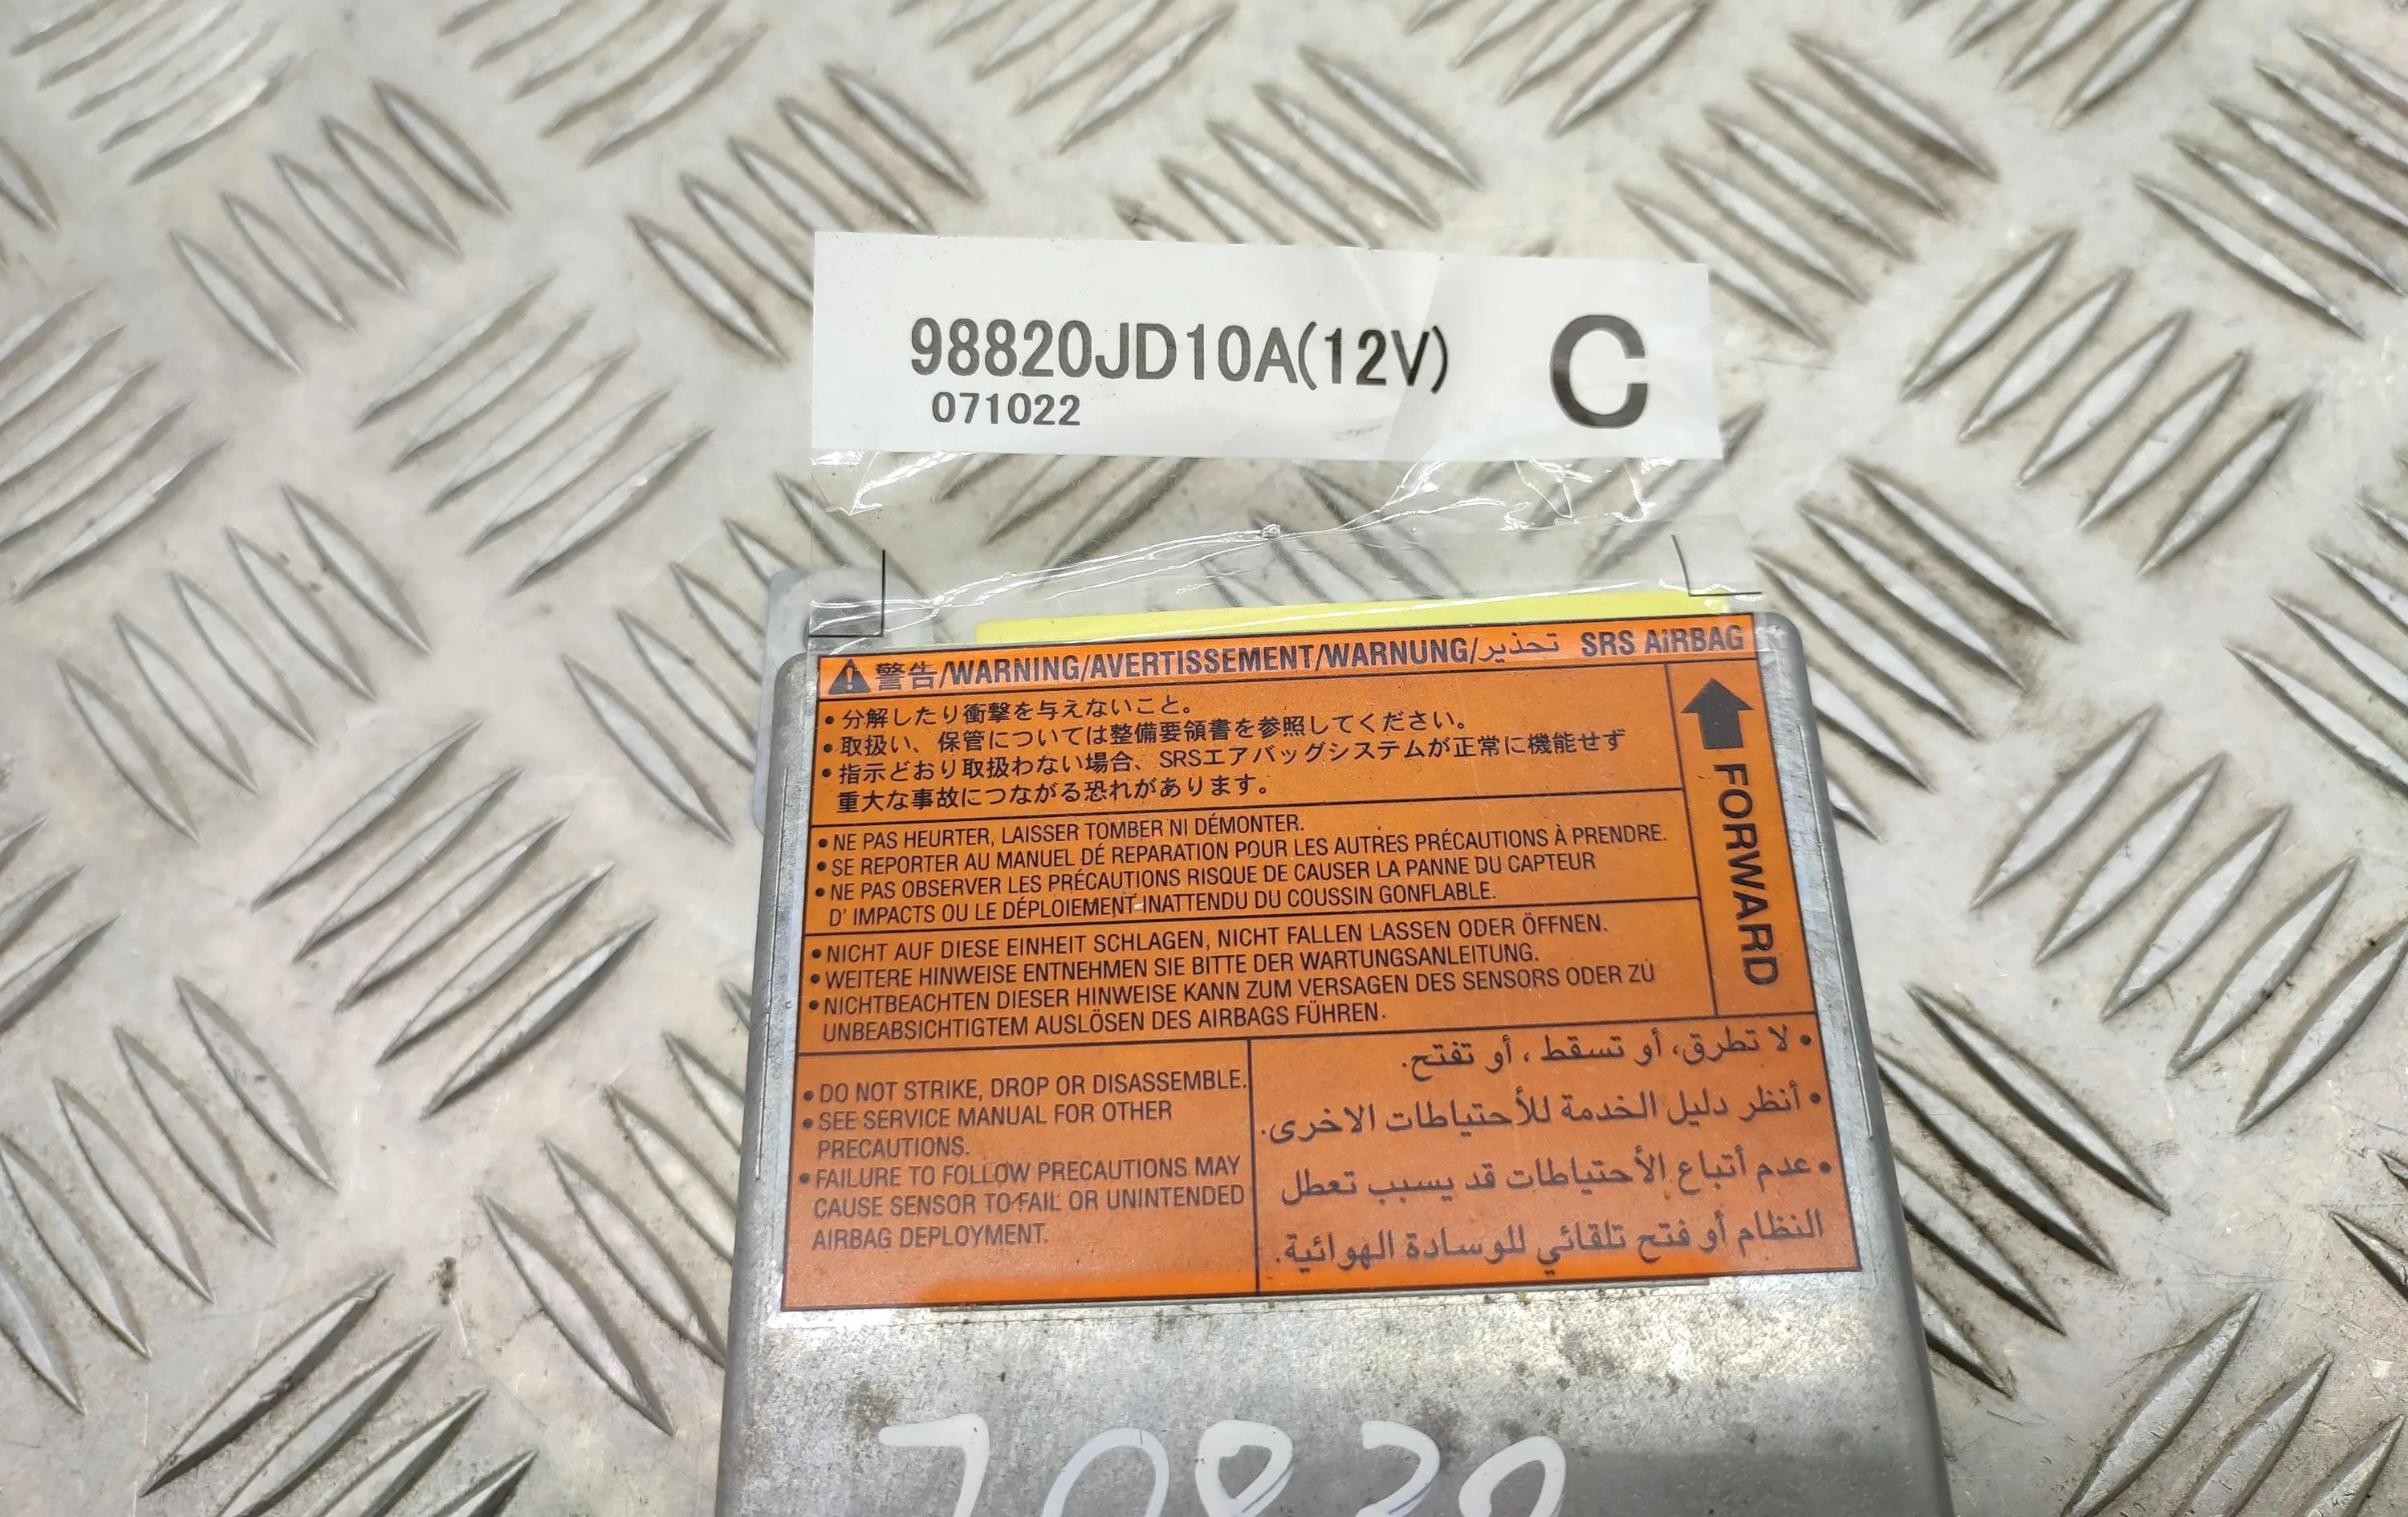 98820JD10A(12V) C
071022
警告/WARNING/AVERTISSEMENT/WARNUNG/تحذير SRS AIRBAG
• 分解したり衝撃を与えないこと。
• 取扱い、保管については整備要領書を参照してください。
• 指示どおり取扱わない場合、SRSエアバッグシステムが正常に機能せず
重大な事故につながる恐れがあります。
FORWARD
• NE PAS HEURTER, LAISSER TOMBER NI DÉMONTER.
• SE REPORTER AU MANUEL DÉ REPARATION POUR LES AUTRES PRÉCAUTIONS À PRENDRE.
• NE PAS OBSERVER LES PRÉCAUTIONS RISQUE DE CAUSER LA PANNE DU CAPTEUR
D' IMPACTS OU LE DÉPLOIEMENT INATTENDU DU COUSSIN GONFLABLE.
• NICHT AUF DIESE EINHEIT SCHLAGEN, NICHT FALLEN LASSEN ODER ÖFFNEN.
• WEITERE HINWEISE ENTNEHMEN SIE BITTE DER WARTUNGSANLEITUNG.
• NICHTBEACHTEN DIESER HINWEISE KANN ZUM VERSAGEN DES SENSORS ODER ZU
UNBEABSICHTIGTEM AUSLÖSEN DES AIRBAGS FÜHREN.
• DO NOT STRIKE, DROP OR DISASSEMBLE.
• SEE SERVICE MANUAL FOR OTHER
PRECAUTIONS.
• FAILURE TO FOLLOW PRECAUTIONS MAY
CAUSE SENSOR TO FAIL OR UNINTENDED
AIRBAG DEPLOYMENT.
• لا تطرق، أو تسقط ، أو تفتح.
• أنظر دليل الخدمة للأحتياطات الاخرى.
• عدم أتباع الأحتياطات قد يسبب تعطل
النظام أو فتح تلقائي للوسادة الهوائية.